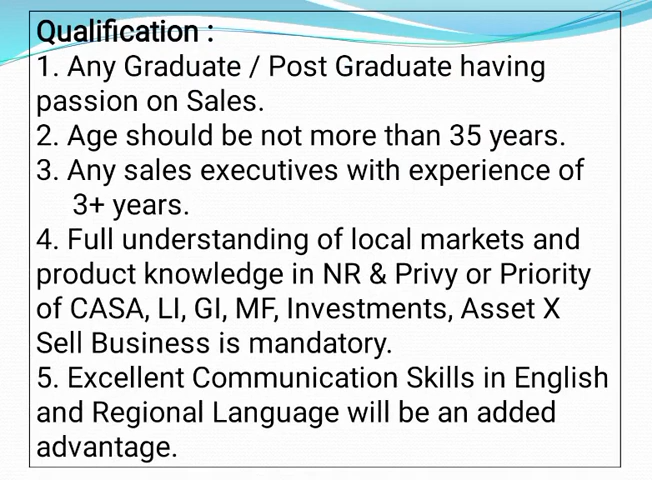 Qualification :
1. Any Graduate / Post Graduate having
passion on Sales.
2. Age should be not more than 35 years.
3. Any sales executives with experience of
3+ years.
4. Full understanding of local markets and
product knowledge in NR & Privy or Priority
of CASA, LI, GI, MF, Investments, Asset X
Sell Business is mandatory.
5. Excellent Communication Skills in English
and Regional Language will be an added
advantage.